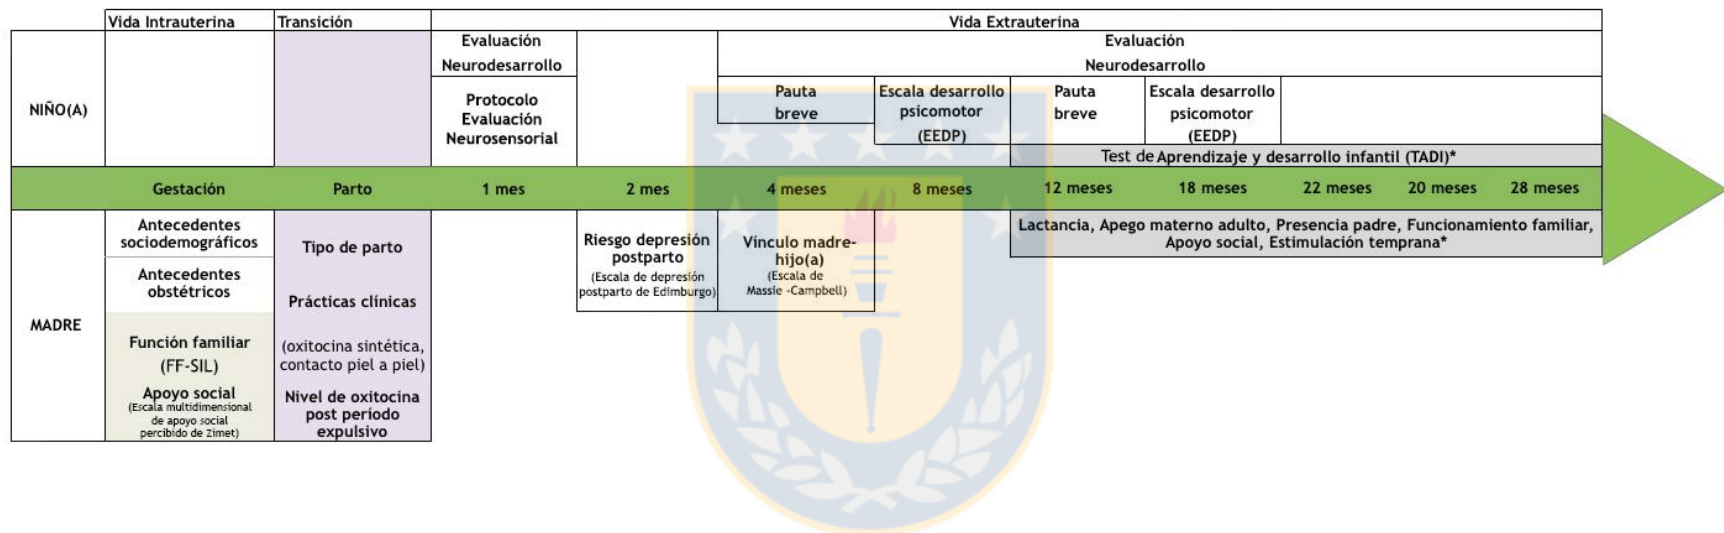 Vida Intrauterina Transición Vida Extrauterina
NIÑO(A)
Evaluación
Neurodesarrollo
Protocolo
Evaluación
Neurosensorial
Evaluación
Neurodesarrollo
Pauta
breve
Escala desarrollo
psicomotor
(EEDP)
Pauta
breve
Escala desarrollo
psicomotor
(EEDP)
Test de Aprendizaje y desarrollo infantil (TADI)*
Gestación Parto 1 mes 2 mes 4 meses 8 meses 12 meses 18 meses 22 meses 20 meses 28 meses
MADRE
Antecedentes
sociodemográficos
Antecedentes
obstétricos
Función familiar
(FF-SIL)
Apoyo social
(Escala multidimensional
de apoyo social
percibido de Zimet)
Tipo de parto
Prácticas clínicas
(oxitocina sintética,
contacto piel a piel)
Nivel de oxitocina
post período
expulsivo
Riesgo depresión
postparto
(Escala de depresión
postparto de Edimburgo)
Vínculo madre-
hijo(a)
(Escala de
Massie -Campbell)
Lactancia, Apego materno adulto, Presencia padre, Funcionamiento familiar,
Apoyo social, Estimulación temprana*